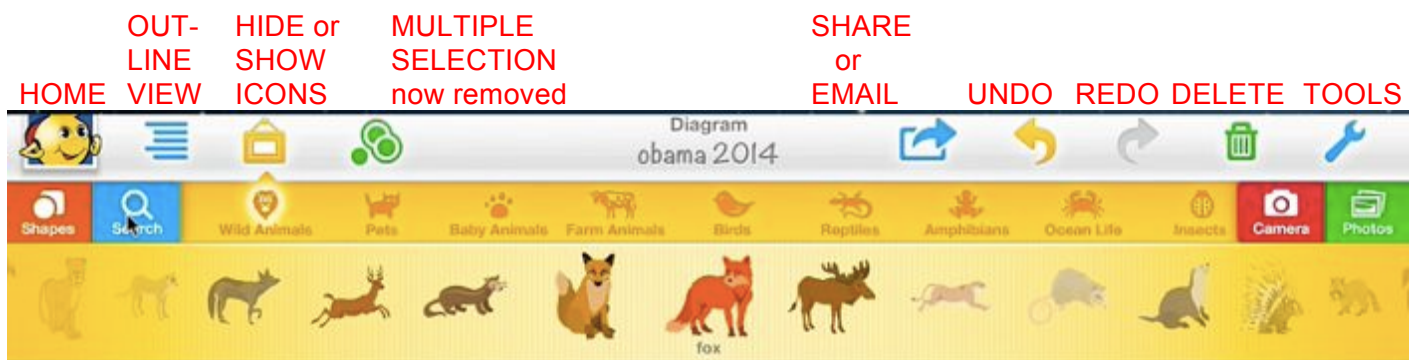 OUT- HIDE or MULTIPLE SHARE
LINE SHOW SELECTION or
HOME VIEW ICONS now removed EMAIL UNDO REDO DELETE TOOLS
Diagram
obama 2014
Shapes Search Wild Animals Pets Baby Animals Farm Animals Birds Reptiles Amphibians Ocean Life Insects Camera Photos
fox